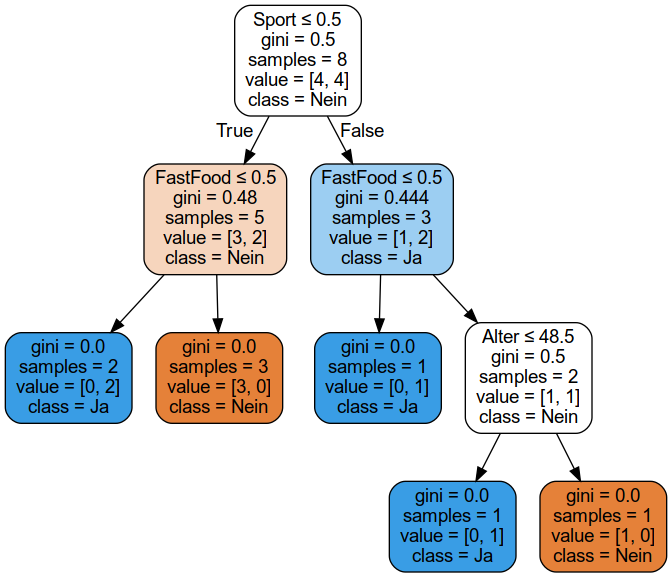 Sport ≤ 0.5
gini = 0.5
samples = 8
value = [4, 4]
class = Nein
True
False
FastFood ≤ 0.5
gini = 0.48
samples = 5
value = [3, 2]
class = Nein
FastFood ≤ 0.5
gini = 0.444
samples = 3
value = [1, 2]
class = Ja
gini = 0.0
samples = 2
value = [0, 2]
class = Ja
gini = 0.0
samples = 3
value = [3, 0]
class = Nein
gini = 0.0
samples = 1
value = [0, 1]
class = Ja
Alter ≤ 48.5
gini = 0.5
samples = 2
value = [1, 1]
class = Nein
gini = 0.0
samples = 1
value = [0, 1]
class = Ja
gini = 0.0
samples = 1
value = [1, 0]
class = Nein